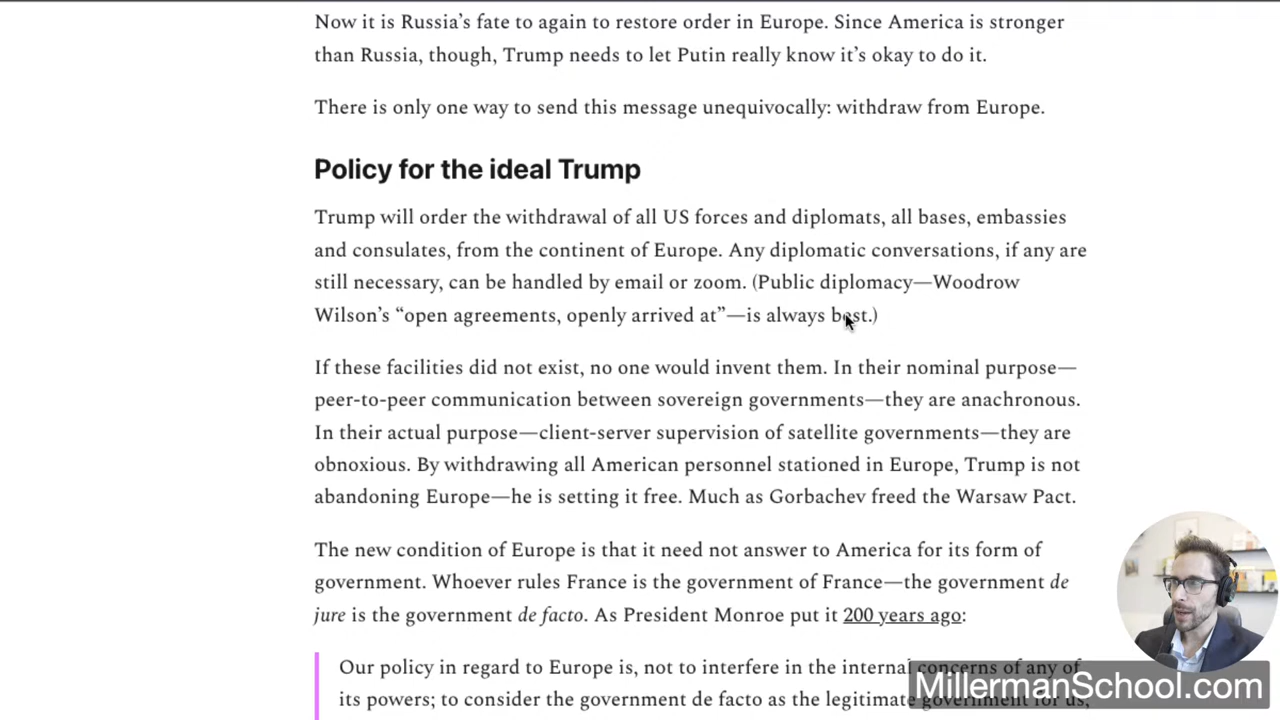 Now it is Russia’s fate to again to restore order in Europe. Since America is stronger
than Russia, though, Trump needs to let Putin really know it’s okay to do it.
There is only one way to send this message unequivocally: withdraw from Europe.
Policy for the ideal Trump
Trump will order the withdrawal of all US forces and diplomats, all bases, embassies
and consulates, from the continent of Europe. Any diplomatic conversations, if any are
still necessary, can be handled by email or zoom. (Public diplomacy—Woodrow
Wilson’s “open agreements, openly arrived at”—is always best.)
If these facilities did not exist, no one would invent them. In their nominal purpose—
peer-to-peer communication between sovereign governments—they are anachronous.
In their actual purpose—client-server supervision of satellite governments—they are
obnoxious. By withdrawing all American personnel stationed in Europe, Trump is not
abandoning Europe—he is setting it free. Much as Gorbachev freed the Warsaw Pact.
The new condition of Europe is that it need not answer to America for its form of
government. Whoever rules France is the government of France—the government de
jure is the government de facto. As President Monroe put it 200 years ago:
Our policy in regard to Europe is, not to interfere in the internal concerns of any of
its powers; to consider the government de facto as the legitimate government for us;
MillermanSchool.com